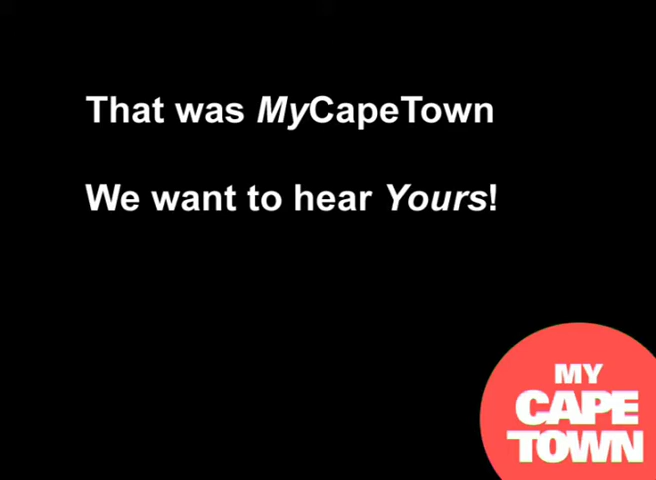 That was MyCapeTown
We want to hear Yours!
MY
CAPE
TOWN